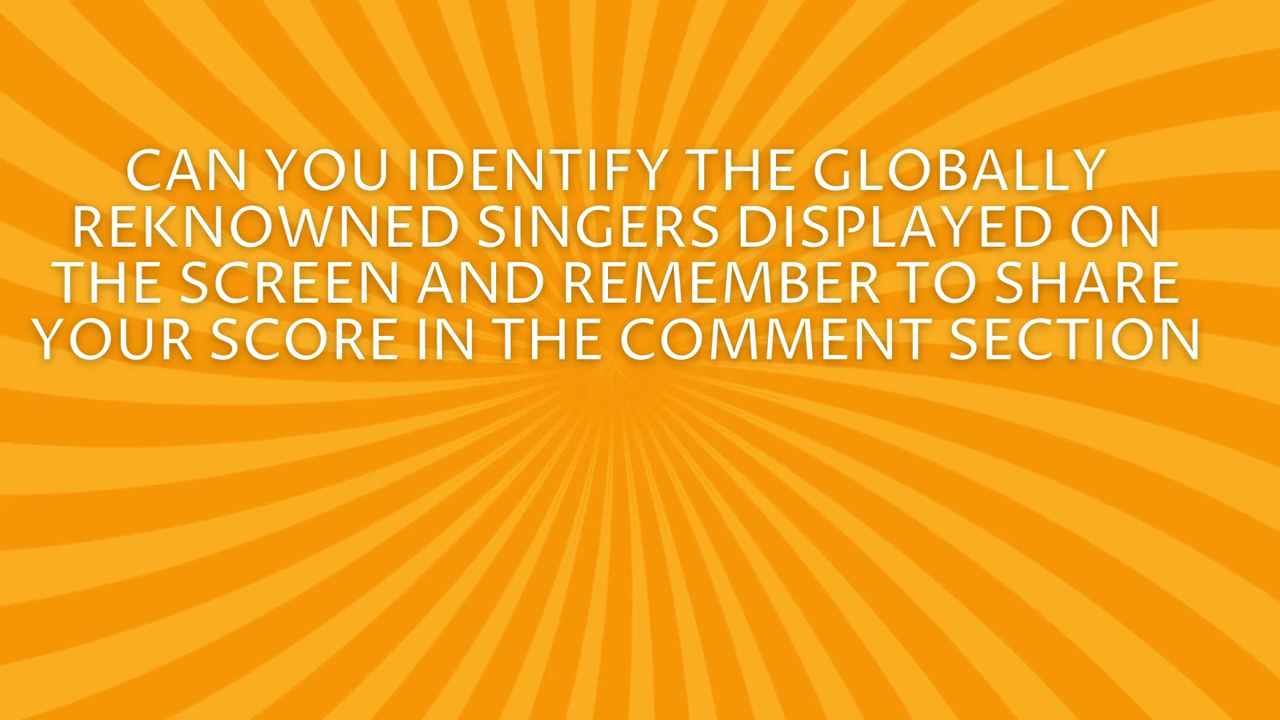 CAN YOU IDENTIFY THE GLOBALLY
REKNOWNED SINGERS DISPLAYED ON
THE SCREEN AND REMEMBER TO SHARE
YOUR SCORE IN THE COMMENT SECTION